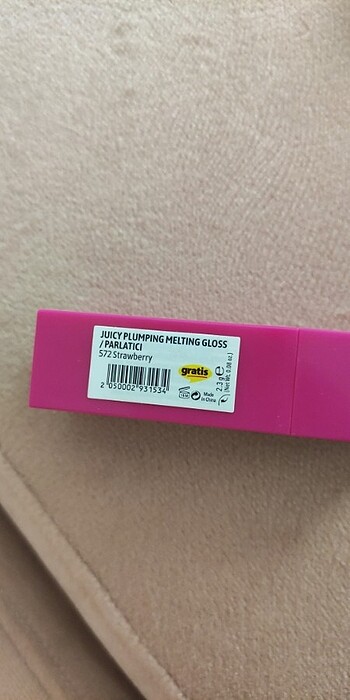 JUICY PLUMPING MELTING GLOSS
/ PARLATICI
572 Strawberry
gratis
2 050002 931534
Made
in China
2.3 g ℮
(Net Wt. 0.08 oz.)